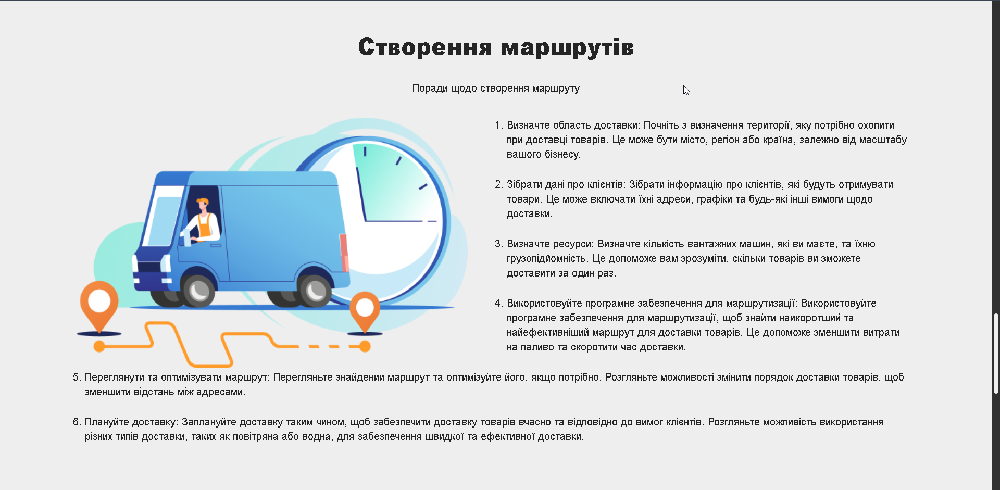 Створення маршрутів
Поради щодо створення маршруту
1. Визначте область доставки: Почніть з визначення території, яку потрібно охопити
при доставці товарів. Це може бути місто, регіон або країна, залежно від масштабу
вашого бізнесу.
2. Зібрати дані про клієнтів: Зібрати інформацію про клієнтів, які будуть отримувати
товари. Це може включати їхні адреси, графіки та будь-які інші вимоги щодо
доставки.
3. Визначте ресурси: Визначте кількість вантажних машин, які ви маєте, та їхню
грузопідйомність. Це допоможе вам зрозуміти, скільки товарів ви зможете
доставити за один раз.
4. Використовуйте програмне забезпечення для маршрутизації: Використовуйте
програмне забезпечення для маршрутизації, щоб знайти найкоротший та
найефективніший маршрут для доставки товарів. Це допоможе зменшити витрати
на паливо та скоротити час доставки.
5. Переглянути та оптимізувати маршрут: Перегляньте знайдений маршрут та оптимізуйте його, якщо потрібно. Розгляньте можливості змінити порядок доставки товарів, щоб
зменшити відстань між адресами.
6. Плануйте доставку: Заплануйте доставку таким чином, щоб забезпечити доставку товарів вчасно та відповідно до вимог клієнтів. Розгляньте можливість використання
різних типів доставки, таких як повітряна або водна, для забезпечення швидкої та ефективної доставки.